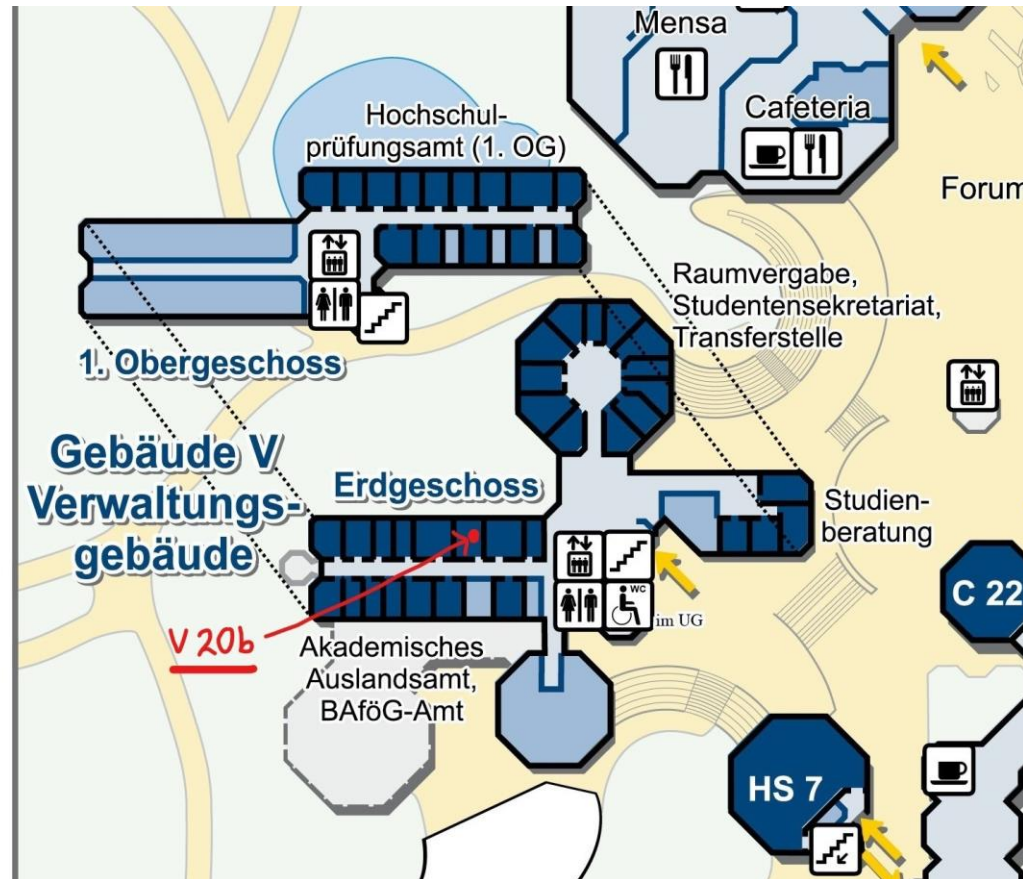 Mensa
Cafeteria
Forum
Hochschul-
prüfungsamt (1. OG)
Raumvergabe,
Studentensekretariat,
Transferstelle
1. Obergeschoss
Gebäude V
Verwaltungs-
gebäude
Erdgeschoss
Studien-
beratung
WC
im UG
C 22
V 20b
Akademisches
Auslandsamt,
BAföG-Amt
HS 7